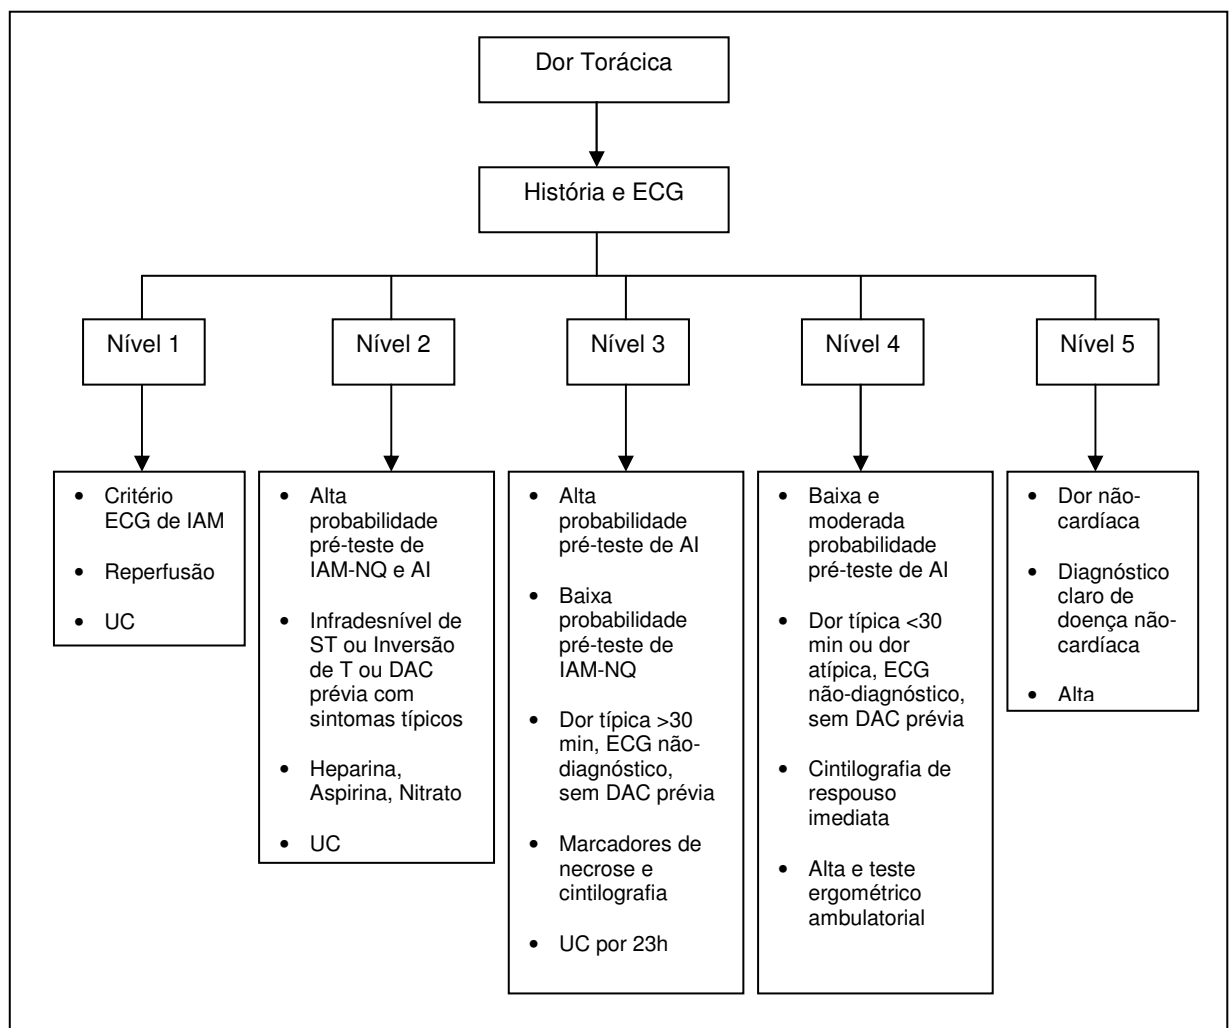 Dor Torácica
História e ECG
Nível 1
Nível 2
Nível 3
Nível 4
Nível 5
• Critério
ECG de IAM
• Reperfusão
• UC
• Alta
probabilidade
pré-teste de
IAM-NQ e AI
• Infradesnível de
ST ou Inversão
de T ou DAC
prévia com
sintomas típicos
• Heparina,
Aspirina, Nitrato
• UC
• Alta
probabilidade
pré-teste de AI
• Baixa
probabilidade
pré-teste de
IAM-NQ
• Dor típica >30
min, ECG não-
diagnóstico,
sem DAC prévia
• Marcadores de
necrose e
cintilografia
• UC por 23h
• Baixa e
moderada
probabilidade
pré-teste de AI
• Dor típica <30
min ou dor
atípica, ECG
não-diagnóstico,
sem DAC prévia
• Cintilografia de
respouso
imediata
• Alta e teste
ergométrico
ambulatorial
• Dor não-
cardíaca
• Diagnóstico
claro de
doença não-
cardíaca
• Alta